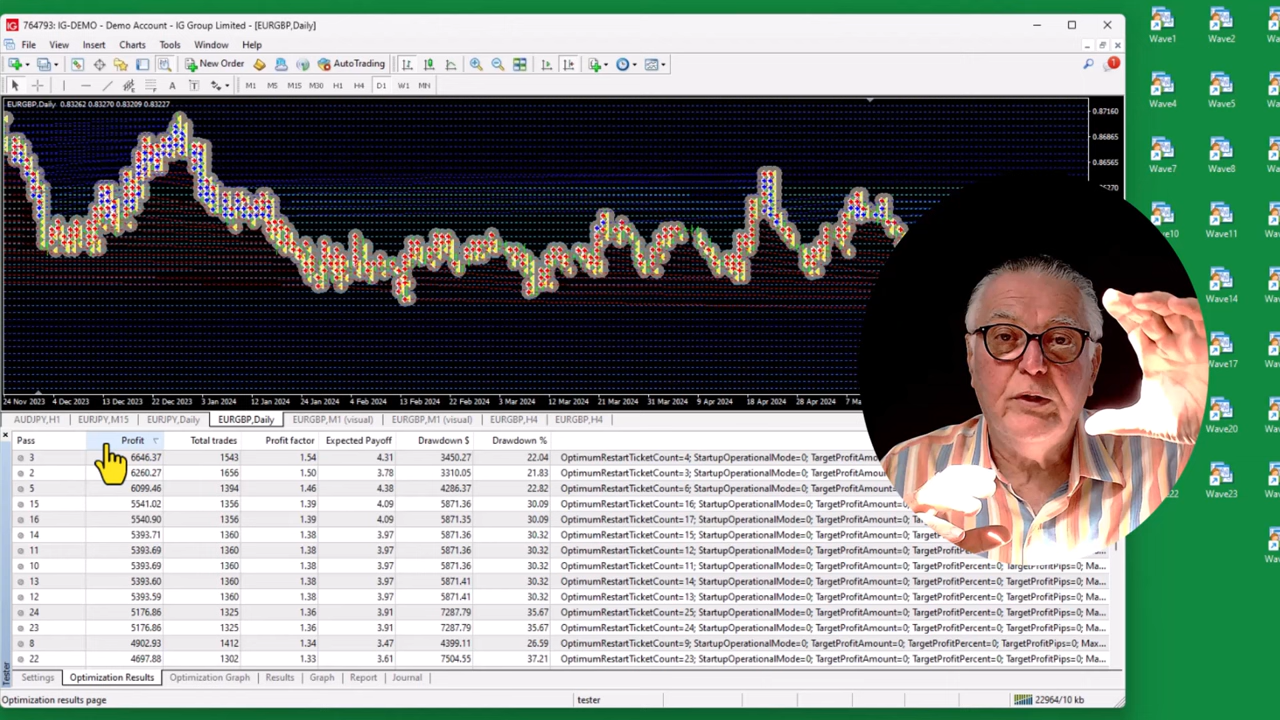 IG 764793: IG-DEMO - Demo Account - IG Group Limited - [EURGBP,Daily]
File View Insert Charts Tools Window Help
New Order AutoTrading 1
A T M1 M5 M15 M30 H1 H4 D1 W1 MN
EURGBP,Daily 0.83262 0.83270 0.83209 0.83227
0.87160
0.86865
0.86565
0.86270
24 Nov 2023 4 Dec 2023 13 Dec 2023 22 Dec 2023 3 Jan 2024 12 Jan 2024 24 Jan 2024 4 Feb 2024 13 Feb 2024 22 Feb 2024 4 Mar 2024 12 Mar 2024 21 Mar 2024 31 Mar 2024 9 Apr 2024 18 Apr 2024 28 Apr 2024 7 Ma
AUDJPY,H1 EURJPY,M15 EURJPY,Daily EURGBP,Daily EURGBP,M1 (visual) EURGBP,M1 (visual) EURGBP,H4 EURGBP,H4
Pass Profit Total trades Profit factor Expected Payoff Drawdown $ Drawdown %
3 6646.37 1543 1.54 4.31 3450.27 22.04 OptimumRestartTicketCount=4; StartupOperationalMode=0; TargetProfitAm
2 6260.27 1656 1.50 3.78 3310.05 21.83 OptimumRestartTicketCount=3; StartupOperationalMode=0; TargetProfitA
5 6099.46 1394 1.46 4.38 4286.37 22.82 OptimumRestartTicketCount=6; StartupOperationalMode=0; TargetProfitA
15 5541.02 1356 1.39 4.09 5871.36 30.09 OptimumRestartTicketCount=16; StartupOperationalMode=0; TargetProfit
16 5540.90 1356 1.39 4.09 5871.35 30.09 OptimumRestartTicketCount=17; StartupOperationalMode=0; TargetProfit
14 5393.71 1360 1.38 3.97 5871.36 30.32 OptimumRestartTicketCount=15; StartupOperationalMode=0; TargetProfitAm
11 5393.69 1360 1.38 3.97 5871.36 30.32 OptimumRestartTicketCount=12; StartupOperationalMode=0; TargetProfitAmount=0; TargetProfitP
10 5393.69 1360 1.38 3.97 5871.36 30.32 OptimumRestartTicketCount=11; StartupOperationalMode=0; TargetProfitAmount=0; TargetProfitPercent=0; TargetProfitPips=0; Ma...
13 5393.60 1360 1.38 3.97 5871.41 30.32 OptimumRestartTicketCount=14; StartupOperationalMode=0; TargetProfitAmount=0; TargetProfitPercent=0; TargetProfitPips=0; Ma...
12 5393.59 1360 1.38 3.97 5871.41 30.32 OptimumRestartTicketCount=13; StartupOperationalMode=0; TargetProfitAmount=0; TargetProfitPercent=0; TargetProfitPips=0; Ma...
24 5176.86 1325 1.36 3.91 7287.79 35.67 OptimumRestartTicketCount=25; StartupOperationalMode=0; TargetProfitAmount=0; TargetProfitPercent=0; TargetProfitPips=0; Ma...
23 5176.86 1325 1.36 3.91 7287.79 35.67 OptimumRestartTicketCount=24; StartupOperationalMode=0; TargetProfitAmount=0; TargetProfitPercent=0; TargetProfitPips=0; Ma...
8 4902.93 1412 1.34 3.47 4399.11 26.59 OptimumRestartTicketCount=9; StartupOperationalMode=0; TargetProfitAmount=0; TargetProfitPercent=0; TargetProfitPips=0; Ma...
22 4697.88 1302 1.33 3.61 7504.55 37.21 OptimumRestartTicketCount=23; StartupOperationalMode=0; TargetProfitAmount=0; TargetProfitPercent=0; TargetProfitPips=0; Ma...
Tester
Settings Optimization Results Optimization Graph Results Graph Report Journal
Optimization results page tester 22964/10 kb
Wave1 Wave2
Wave4 Wave5
Wave7 Wave8
Wave10 Wave11
Wave14
Wave17
Wave20
Wave23